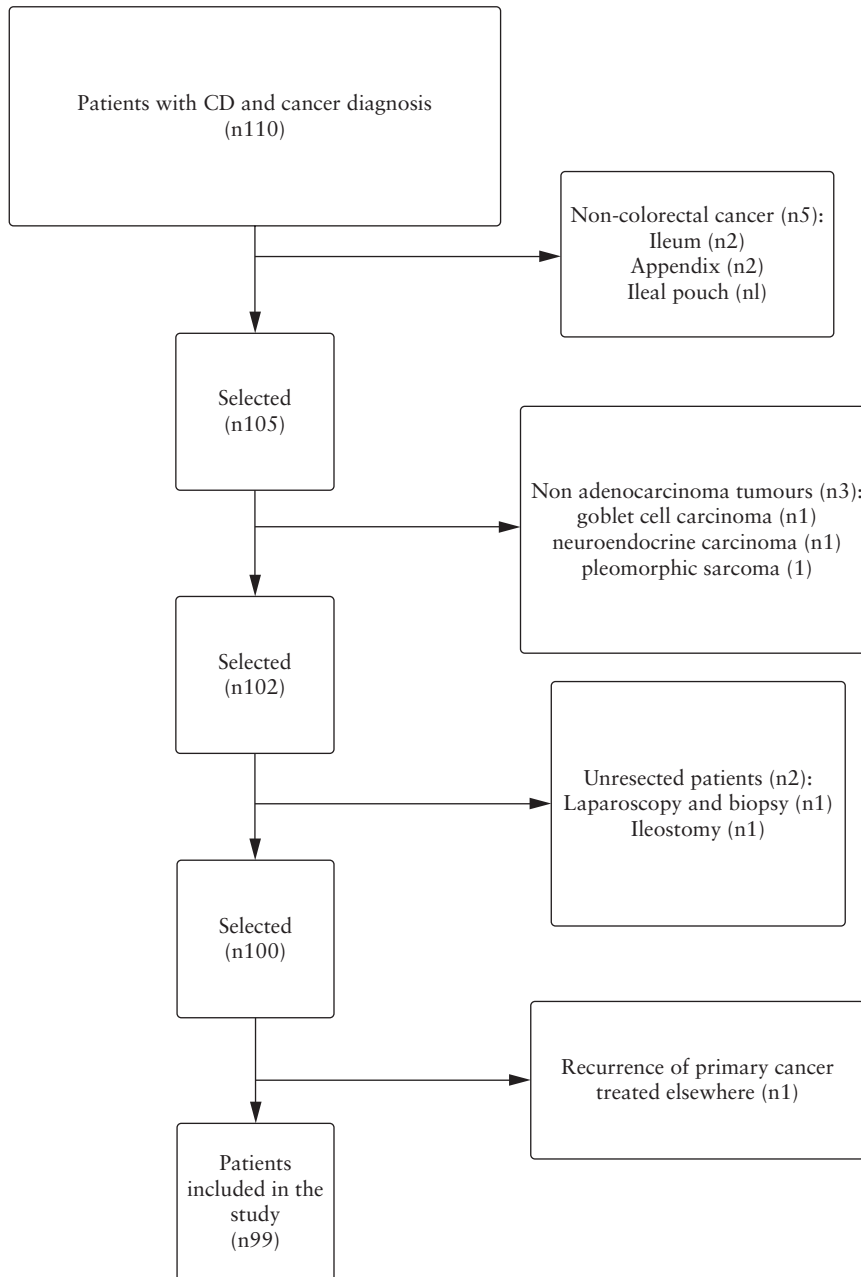 Patients with CD and cancer diagnosis
(n110)
Non-colorectal cancer (n5):
Ileum (n2)
Appendix (n2)
Ileal pouch (nl)
Selected
(n105)
Non adenocarcinoma tumours (n3):
goblet cell carcinoma (n1)
neuroendocrine carcinoma (n1)
pleomorphic sarcoma (1)
Selected
(n102)
Unresected patients (n2):
Laparoscopy and biopsy (n1)
Ileostomy (n1)
Selected
(n100)
Recurrence of primary cancer
treated elsewhere (n1)
Patients
included in the
study
(n99)